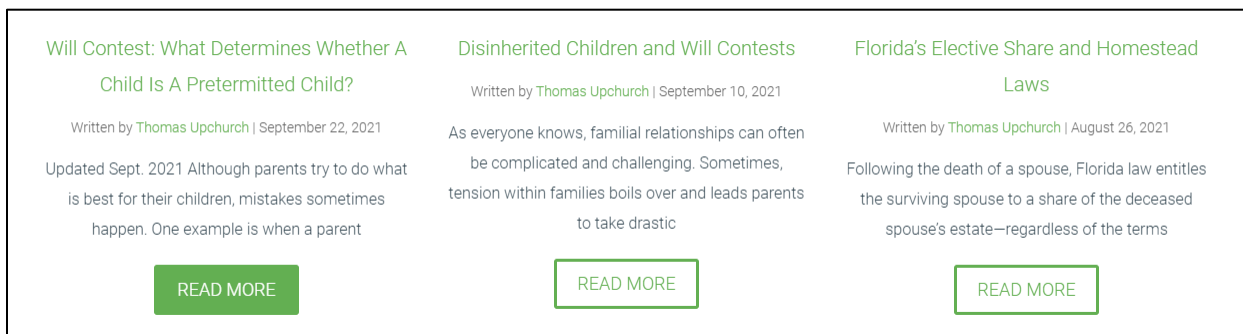 Will Contest: What Determines Whether A
Child Is A Pretermitted Child?
Written by Thomas Upchurch | September 22, 2021
Updated Sept. 2021 Although parents try to do what
is best for their children, mistakes sometimes
happen. One example is when a parent
READ MORE
Disinherited Children and Will Contests
Written by Thomas Upchurch | September 10, 2021
As everyone knows, familial relationships can often
be complicated and challenging. Sometimes,
tension within families boils over and leads parents
to take drastic
READ MORE
Florida’s Elective Share and Homestead
Laws
Written by Thomas Upchurch | August 26, 2021
Following the death of a spouse, Florida law entitles
the surviving spouse to a share of the deceased
spouse’s estate—regardless of the terms
READ MORE